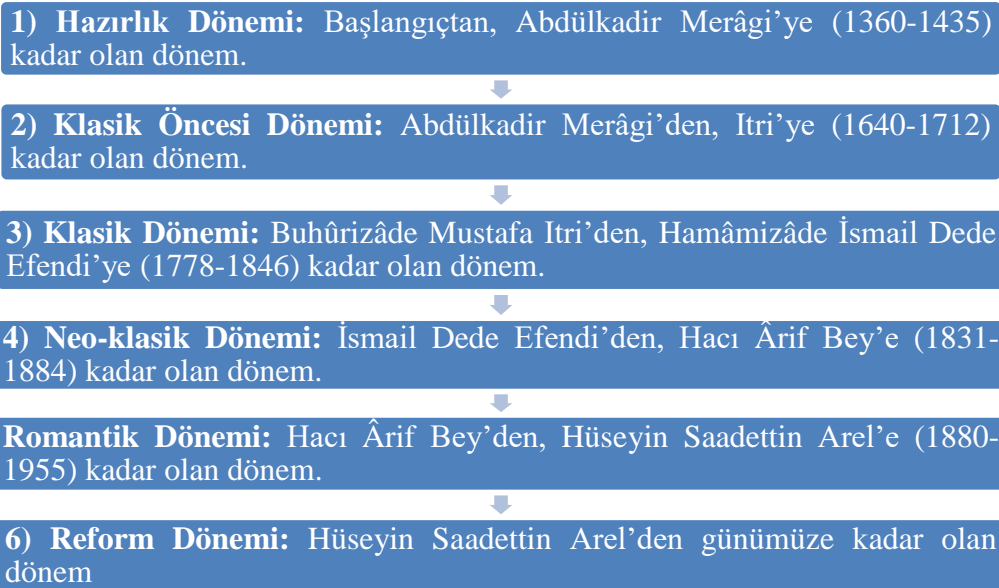 1) Hazırlık Dönemi: Başlangıçtan, Abdülkadir Merâgi’ye (1360-1435)
kadar olan dönem.
2) Klasik Öncesi Dönemi: Abdülkadir Merâgi’den, Itri’ye (1640-1712)
kadar olan dönem.
3) Klasik Dönemi: Buhûrizâde Mustafa Itri’den, Hamâmizâde İsmail Dede
Efendi’ye (1778-1846) kadar olan dönem.
4) Neo-klasik Dönemi: İsmail Dede Efendi’den, Hacı Ârif Bey’e (1831-
1884) kadar olan dönem.
Romantik Dönemi: Hacı Ârif Bey’den, Hüseyin Saadettin Arel’e (1880-
1955) kadar olan dönem.
6) Reform Dönemi: Hüseyin Saadettin Arel’den günümüze kadar olan
dönem